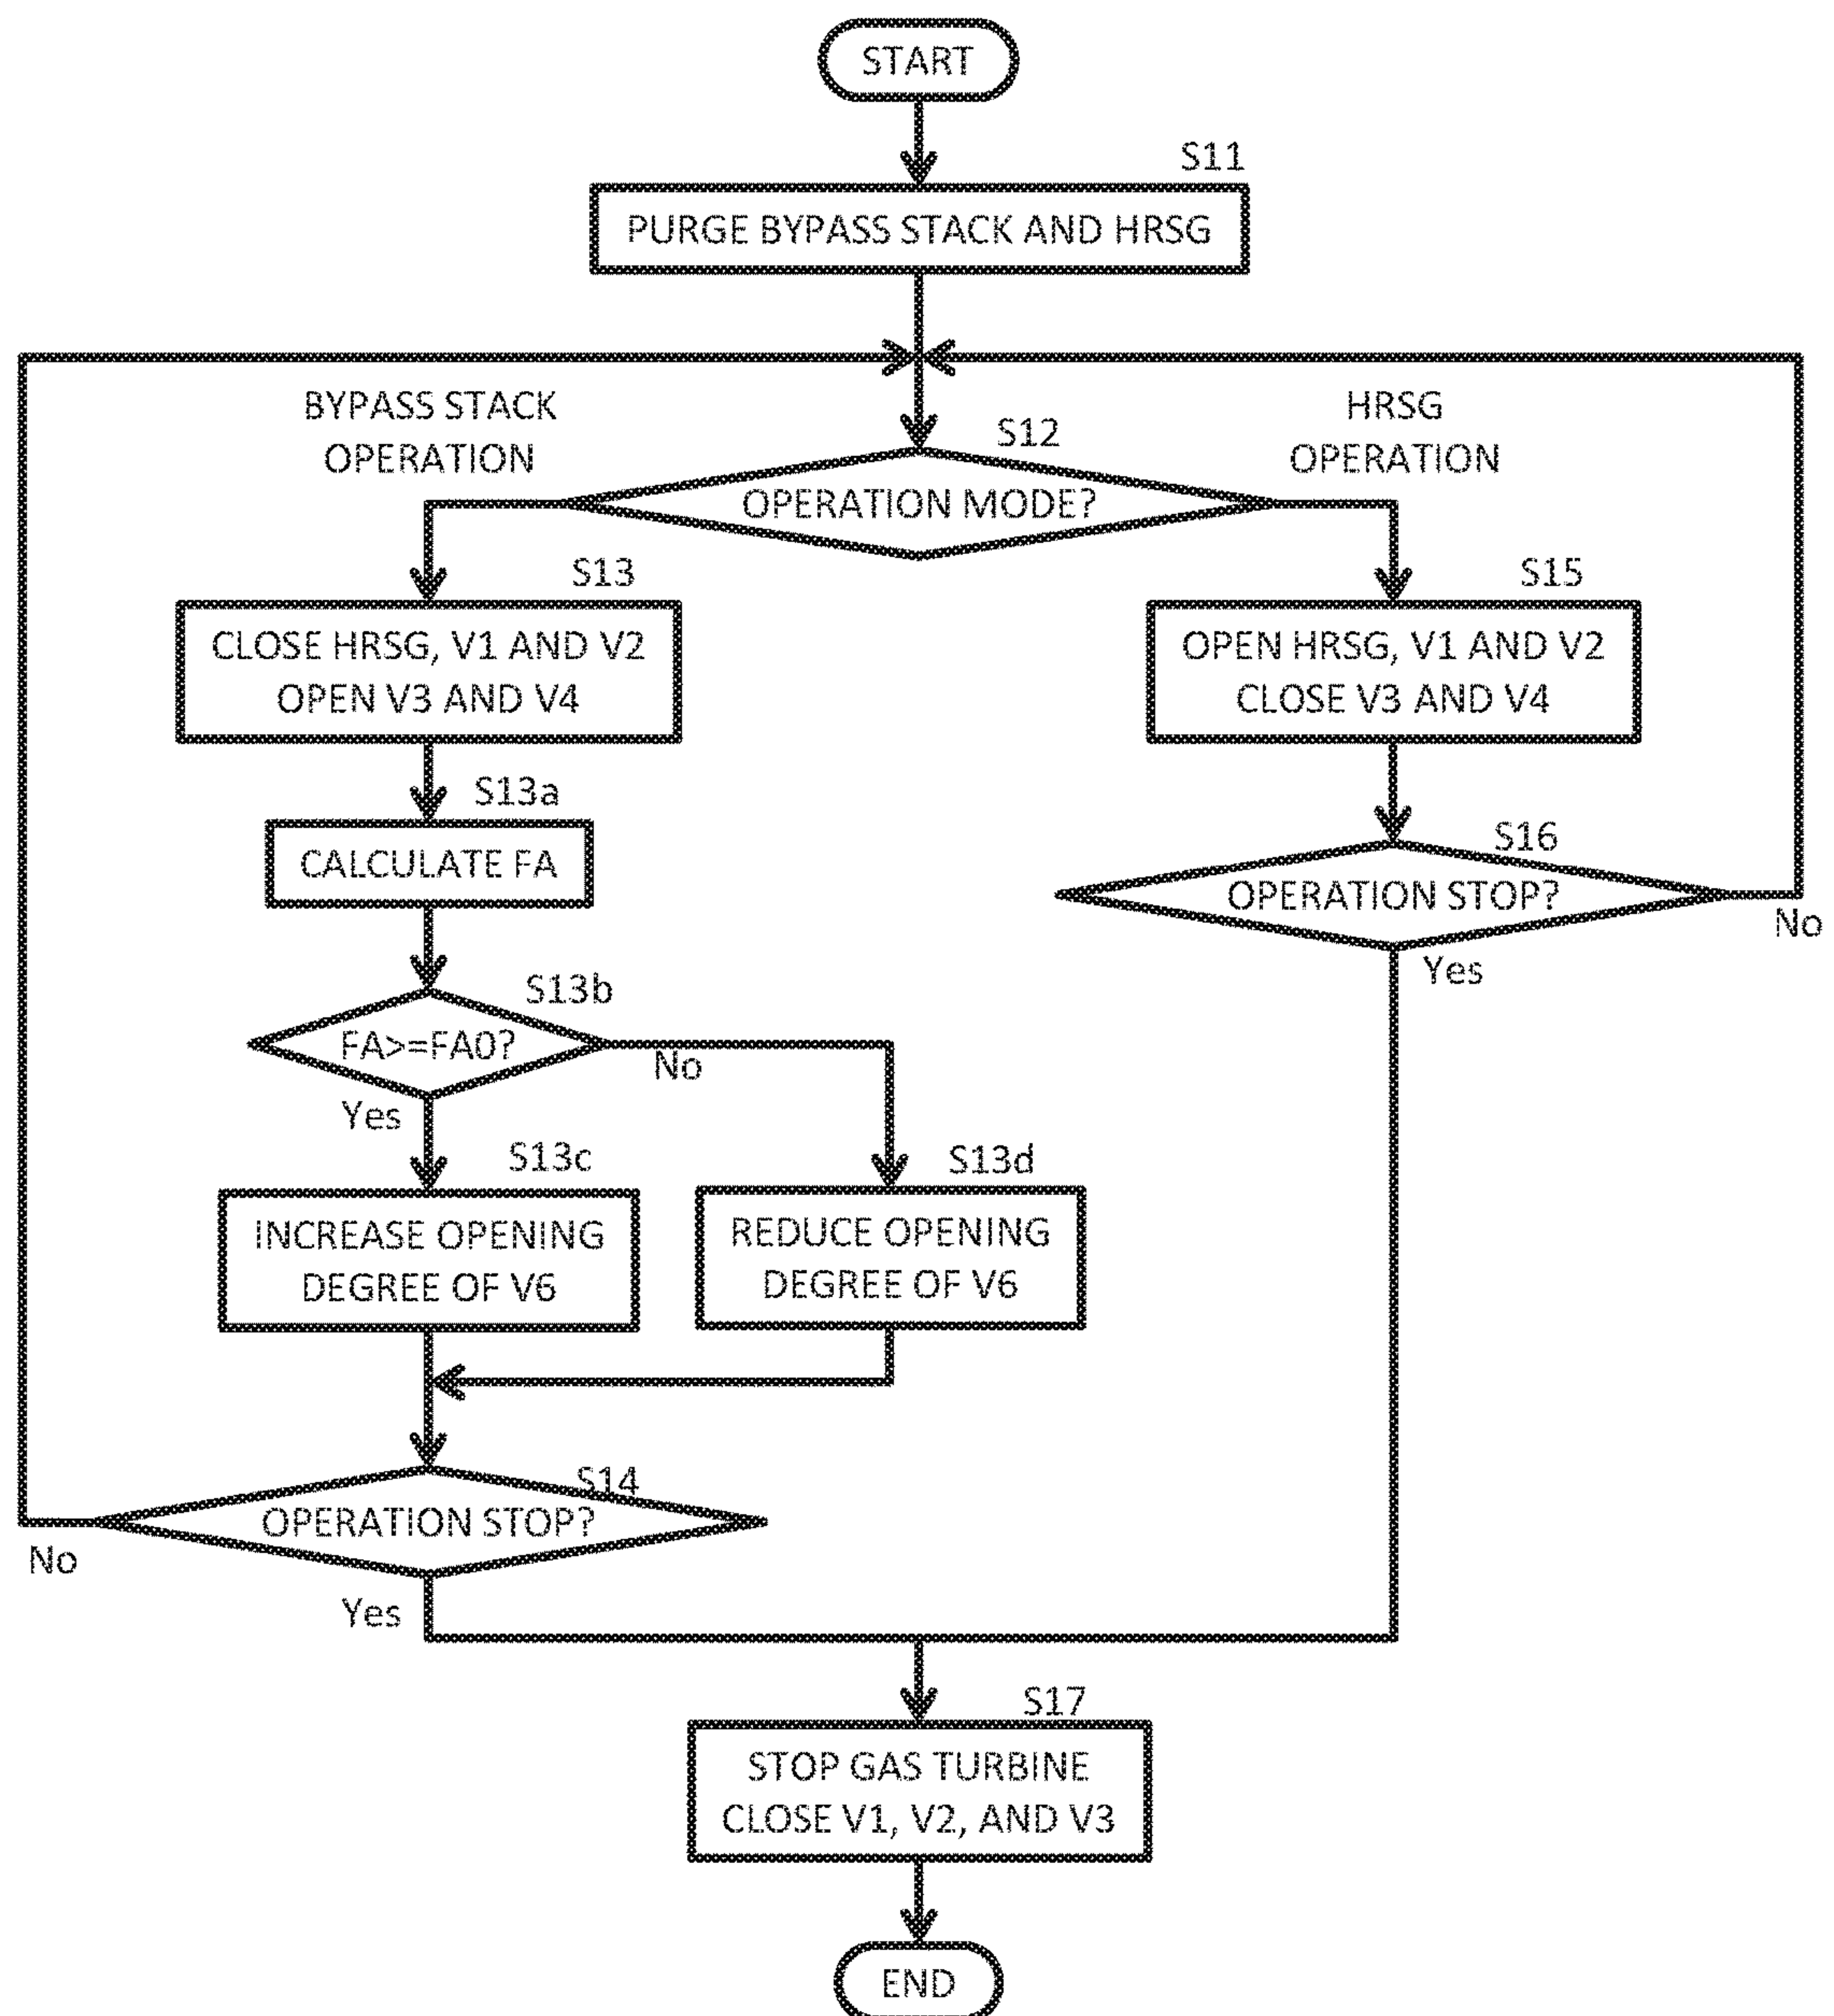 START
S11
PURGE BYPASS STACK AND HRSG
BYPASS STACK
OPERATION
HRSG
OPERATION
S12
OPERATION MODE?
S13
CLOSE HRSG, V1 AND V2
OPEN V3 AND V4
S15
OPEN HRSG, V1 AND V2
CLOSE V3 AND V4
S13a
CALCULATE FA
S16
OPERATION STOP?
No
Yes
S13b
FA>=FA0?
No
Yes
S13c
INCREASE OPENING
DEGREE OF V6
S13d
REDUCE OPENING
DEGREE OF V6
S14
OPERATION STOP?
No
Yes
S17
STOP GAS TURBINE
CLOSE V1, V2, AND V3
END